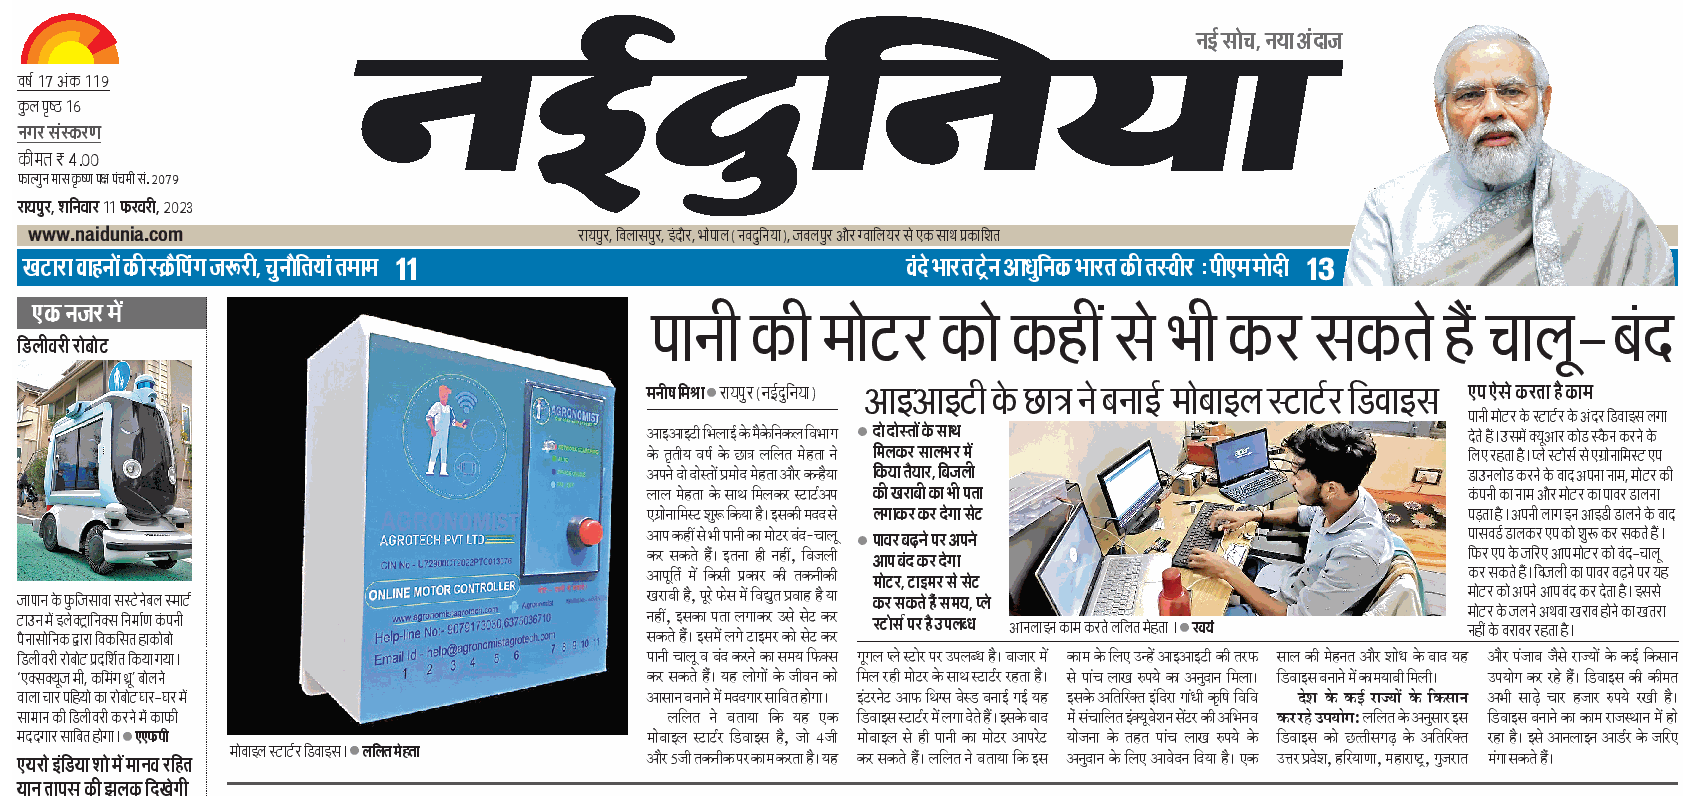 नई सोच, नया अंदाज
नईदुनिया
वर्ष 17 अंक 119
कुल पृष्ठ 16
नगर संस्करण
कीमत ₹ 4.00
फाल्गुन मास कृष्ण पक्ष पंचमी सं. 2079
रायपुर, शनिवार 11 फरवरी, 2023
www.naidunia.com
रायपुर, बिलासपुर, इंदौर, भोपाल ( नवदुनिया ), जबलपुर और ग्वालियर से एक साथ प्रकाशित
खटारा वाहनों की स्क्रैपिंग जरूरी, चुनौतियां तमाम 11
वंदे भारत ट्रेन आधुनिक भारत की तस्वीर : पीएम मोदी 13
एक नजर में
डिलीवरी रोबोट
जापान के फुजिसावा सस्टेनेबल स्मार्ट
टाउन में इलेक्ट्रानिक्स निर्माण कंपनी
पैनासोनिक द्वारा विकसित हाकोबो
डिलीवरी रोबोट प्रदर्शित किया गया।
'एक्सक्यूज मी, कमिंग थ्रू' बोलने
वाला चार पहियो का रोबोट घर-घर में
सामान की डिलीवरी करने में काफी
मददगार साबित होगा। ● एएफपी
एयरो इंडिया शो में मानव रहित
यान तापस की झलक दिखेगी
AGRONOMIST
AGRONOMIST
AGROTECH PVT LTD
ONLINE MOTOR CONTROLLER
www.agronomistagrotech.com
Help-line No:- 9079173030, 6375036710
Email id - help@agronomistagrotech.com
1 2 3 4 5 6 7 8 9 10 11
मोबाइल स्टार्टर डिवाइस। ● ललित मेहता
पानी की मोटर को कहीं से भी कर सकते हैं चालू-बंद
मनीष मिश्रा ● रायपुर (नईदुनिया)
आइआइटी भिलाई के मैकेनिकल विभाग
के तृतीय वर्ष के छात्र ललित मेहता ने
अपने दो दोस्तों प्रमोद मेहता और कन्हैया
लाल मेहता के साथ मिलकर स्टार्टअप
एग्रोनामिस्ट शुरू किया है। इसकी मदद से
आप कहीं से भी पानी का मोटर बंद-चालू
कर सकते हैं। इतना ही नहीं, बिजली
आपूर्ति में किसी प्रकार की तकनीकी
खराबी है, पूरे फेस में विद्युत प्रवाह है या
नहीं, इसका पता लगाकर उसे सेट कर
सकते हैं। इसमें लगे टाइमर को सेट कर
पानी चालू व बंद करने का समय फिक्स
कर सकते हैं। यह लोगों के जीवन को
आसान बनाने में मददगार साबित होगा।
ललित ने बताया कि यह एक
मोबाइल स्टार्टर डिवाइस है, जो 4जी
और 5जी तकनीक पर काम करता है। यह
आइआइटी के छात्र ने बनाई मोबाइल स्टार्टर डिवाइस
● दो दोस्तों के साथ
मिलकर सालभर में
किया तैयार, बिजली
की खराबी का भी पता
लगाकर कर देगा सेट
● पावर बढ़ने पर अपने
आप बंद कर देगा
मोटर, टाइमर से सेट
कर सकते हैं समय, प्ले
स्टोर्स पर है उपलब्ध
आनलाइन काम करते ललित मेहता । ● स्वयं
गूगल प्ले स्टोर पर उपलब्ध है। बाजार में
मिल रही मोटर के साथ स्टार्टर रहता है।
इंटरनेट आफ थिंग्स बेस्ड बनाई गई यह
डिवाइस स्टार्टर में लगा देते हैं। इसके बाद
मोबाइल से ही पानी का मोटर आपरेट
कर सकते हैं। ललित ने बताया कि इस
काम के लिए उन्हें आइआइटी की तरफ
से पांच लाख रुपये का अनुदान मिला।
इसके अतिरिक्त इंदिरा गांधी कृषि विवि
में संचालित इंक्यूबेशन सेंटर की अभिनव
योजना के तहत पांच लाख रुपये के
अनुदान के लिए आवेदन दिया है। एक
साल की मेहनत और शोध के बाद यह
डिवाइस बनाने में कामयाबी मिली।
देश के कई राज्यों के किसान
कर रहे उपयोग: ललित के अनुसार इस
डिवाइस को छत्तीसगढ़ के अतिरिक्त
उत्तर प्रदेश, हरियाणा, महाराष्ट्र, गुजरात
और पंजाब जैसे राज्यों के कई किसान
उपयोग कर रहे हैं। डिवाइस की कीमत
अभी साढ़े चार हजार रुपये रखी है।
डिवाइस बनाने का काम राजस्थान में हो
रहा है। इसे आनलाइन आर्डर के जरिए
मंगा सकते हैं।
एप ऐसे करता है काम
पानी मोटर के स्टार्टर के अंदर डिवाइस लगा
देते हैं। उसमें क्यूआर कोड स्कैन करने के
लिए रहता है। प्ले स्टोर्स से एग्रोनामिस्ट एप
डाउनलोड करने के बाद अपना नाम, मोटर की
कंपनी का नाम और मोटर का पावर डालना
पड़ता है। अपनी लाग इन आइडी डालने के बाद
पासवर्ड डालकर एप को शुरू कर सकते हैं।
फिर एप के जरिए आप मोटर को बंद-चालू
कर सकते हैं। बिजली का पावर बढ़ने पर यह
मोटर को अपने आप बंद कर देता है। इससे
मोटर के जलने अथवा खराब होने का खतरा
नहीं के बराबर रहता है।